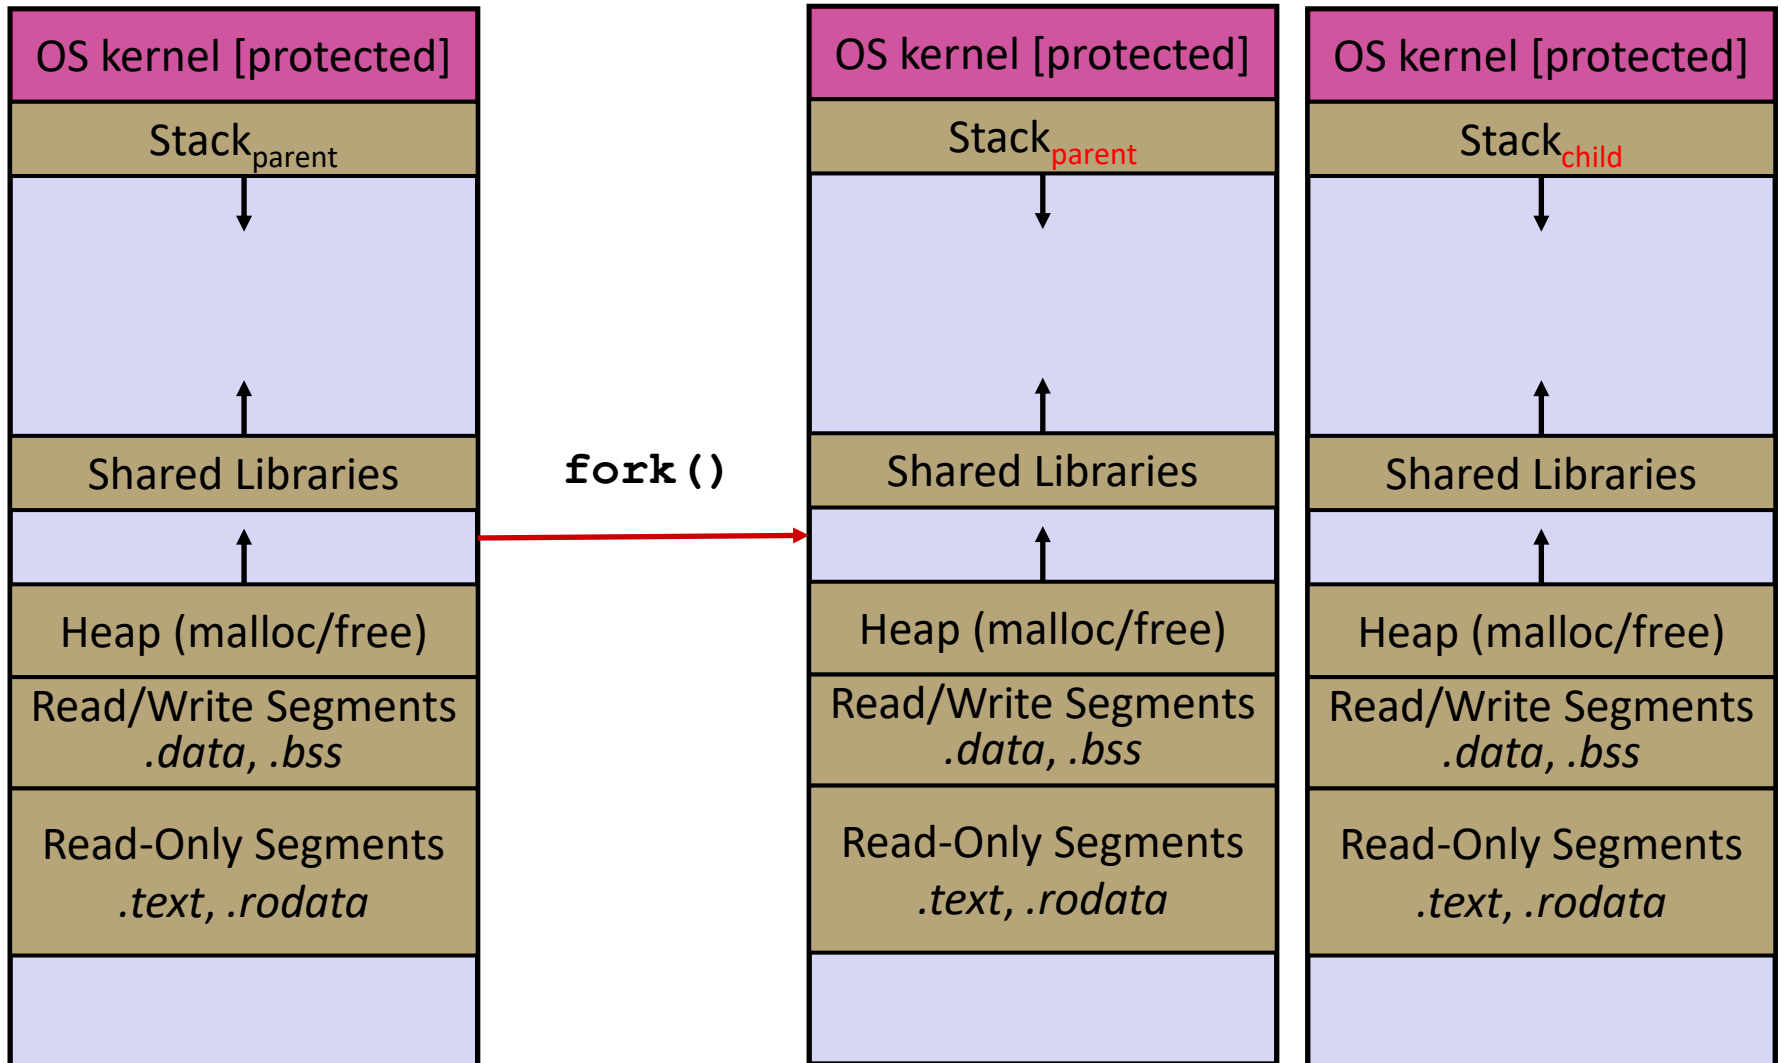 OS kernel [protected]
Stackparent
Shared Libraries
Heap (malloc/free)
Read/Write Segments
.data, .bss
Read-Only Segments
.text, .rodata
fork()
OS kernel [protected]
Stackparent
Shared Libraries
Heap (malloc/free)
Read/Write Segments
.data, .bss
Read-Only Segments
.text, .rodata
OS kernel [protected]
Stackchild
Shared Libraries
Heap (malloc/free)
Read/Write Segments
.data, .bss
Read-Only Segments
.text, .rodata